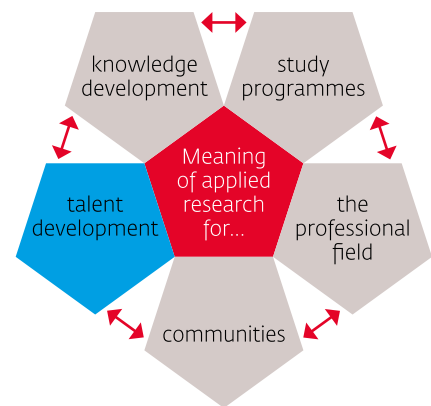 knowledge
development
study
programmes
Meaning
of applied
research
for...
talent
development
the
professional
field
communities